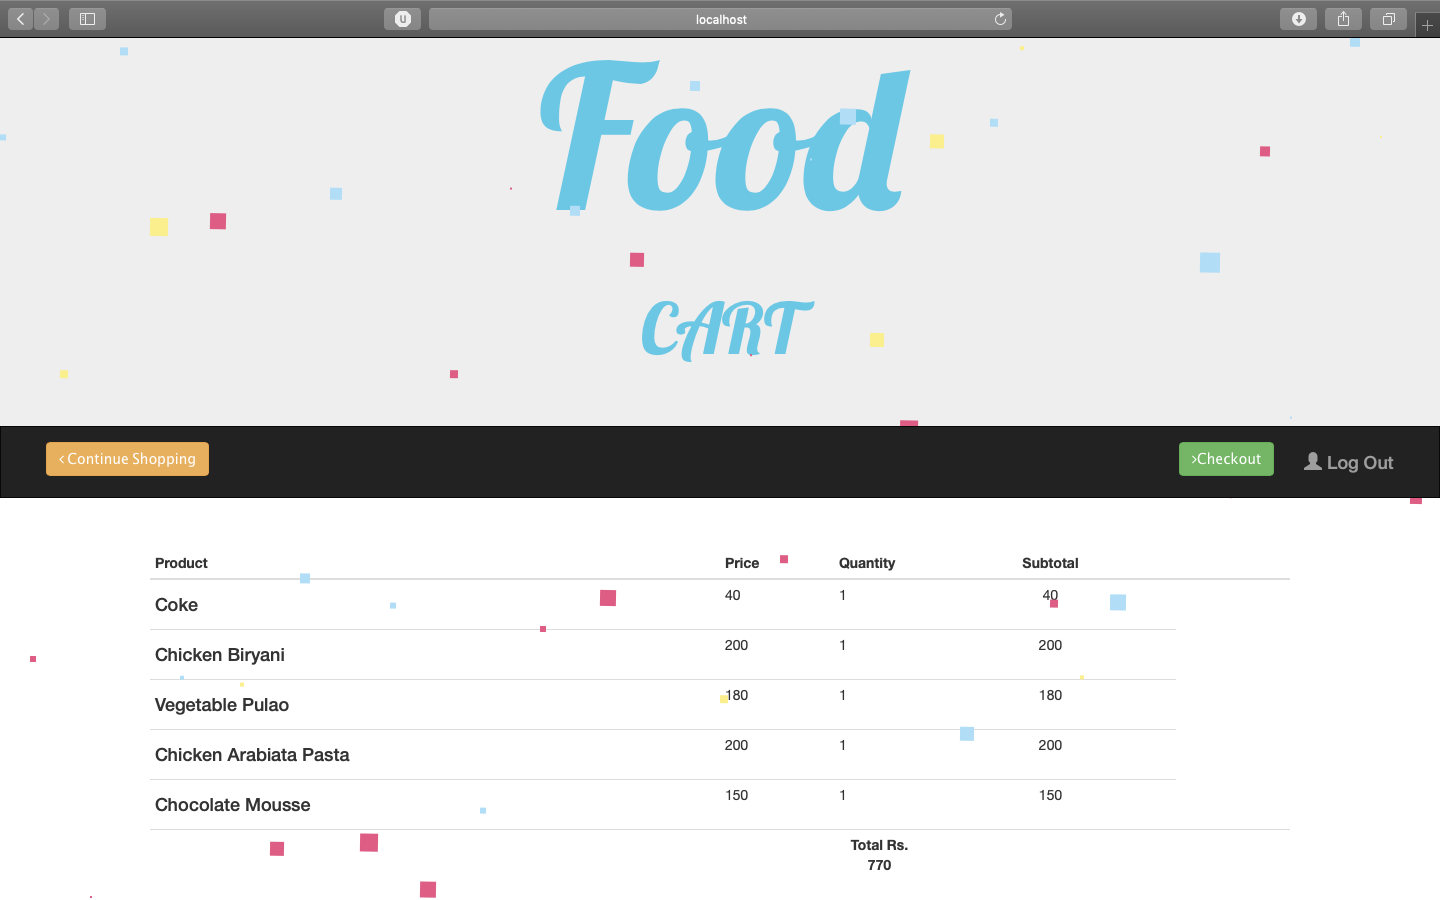 localhost
Food
CART
‹ Continue Shopping
›Checkout
Log Out
Product Price Quantity Subtotal
Coke 40 1 40
Chicken Biryani 200 1 200
Vegetable Pulao 180 1 180
Chicken Arabiata Pasta 200 1 200
Chocolate Mousse 150 1 150
Total Rs.
770